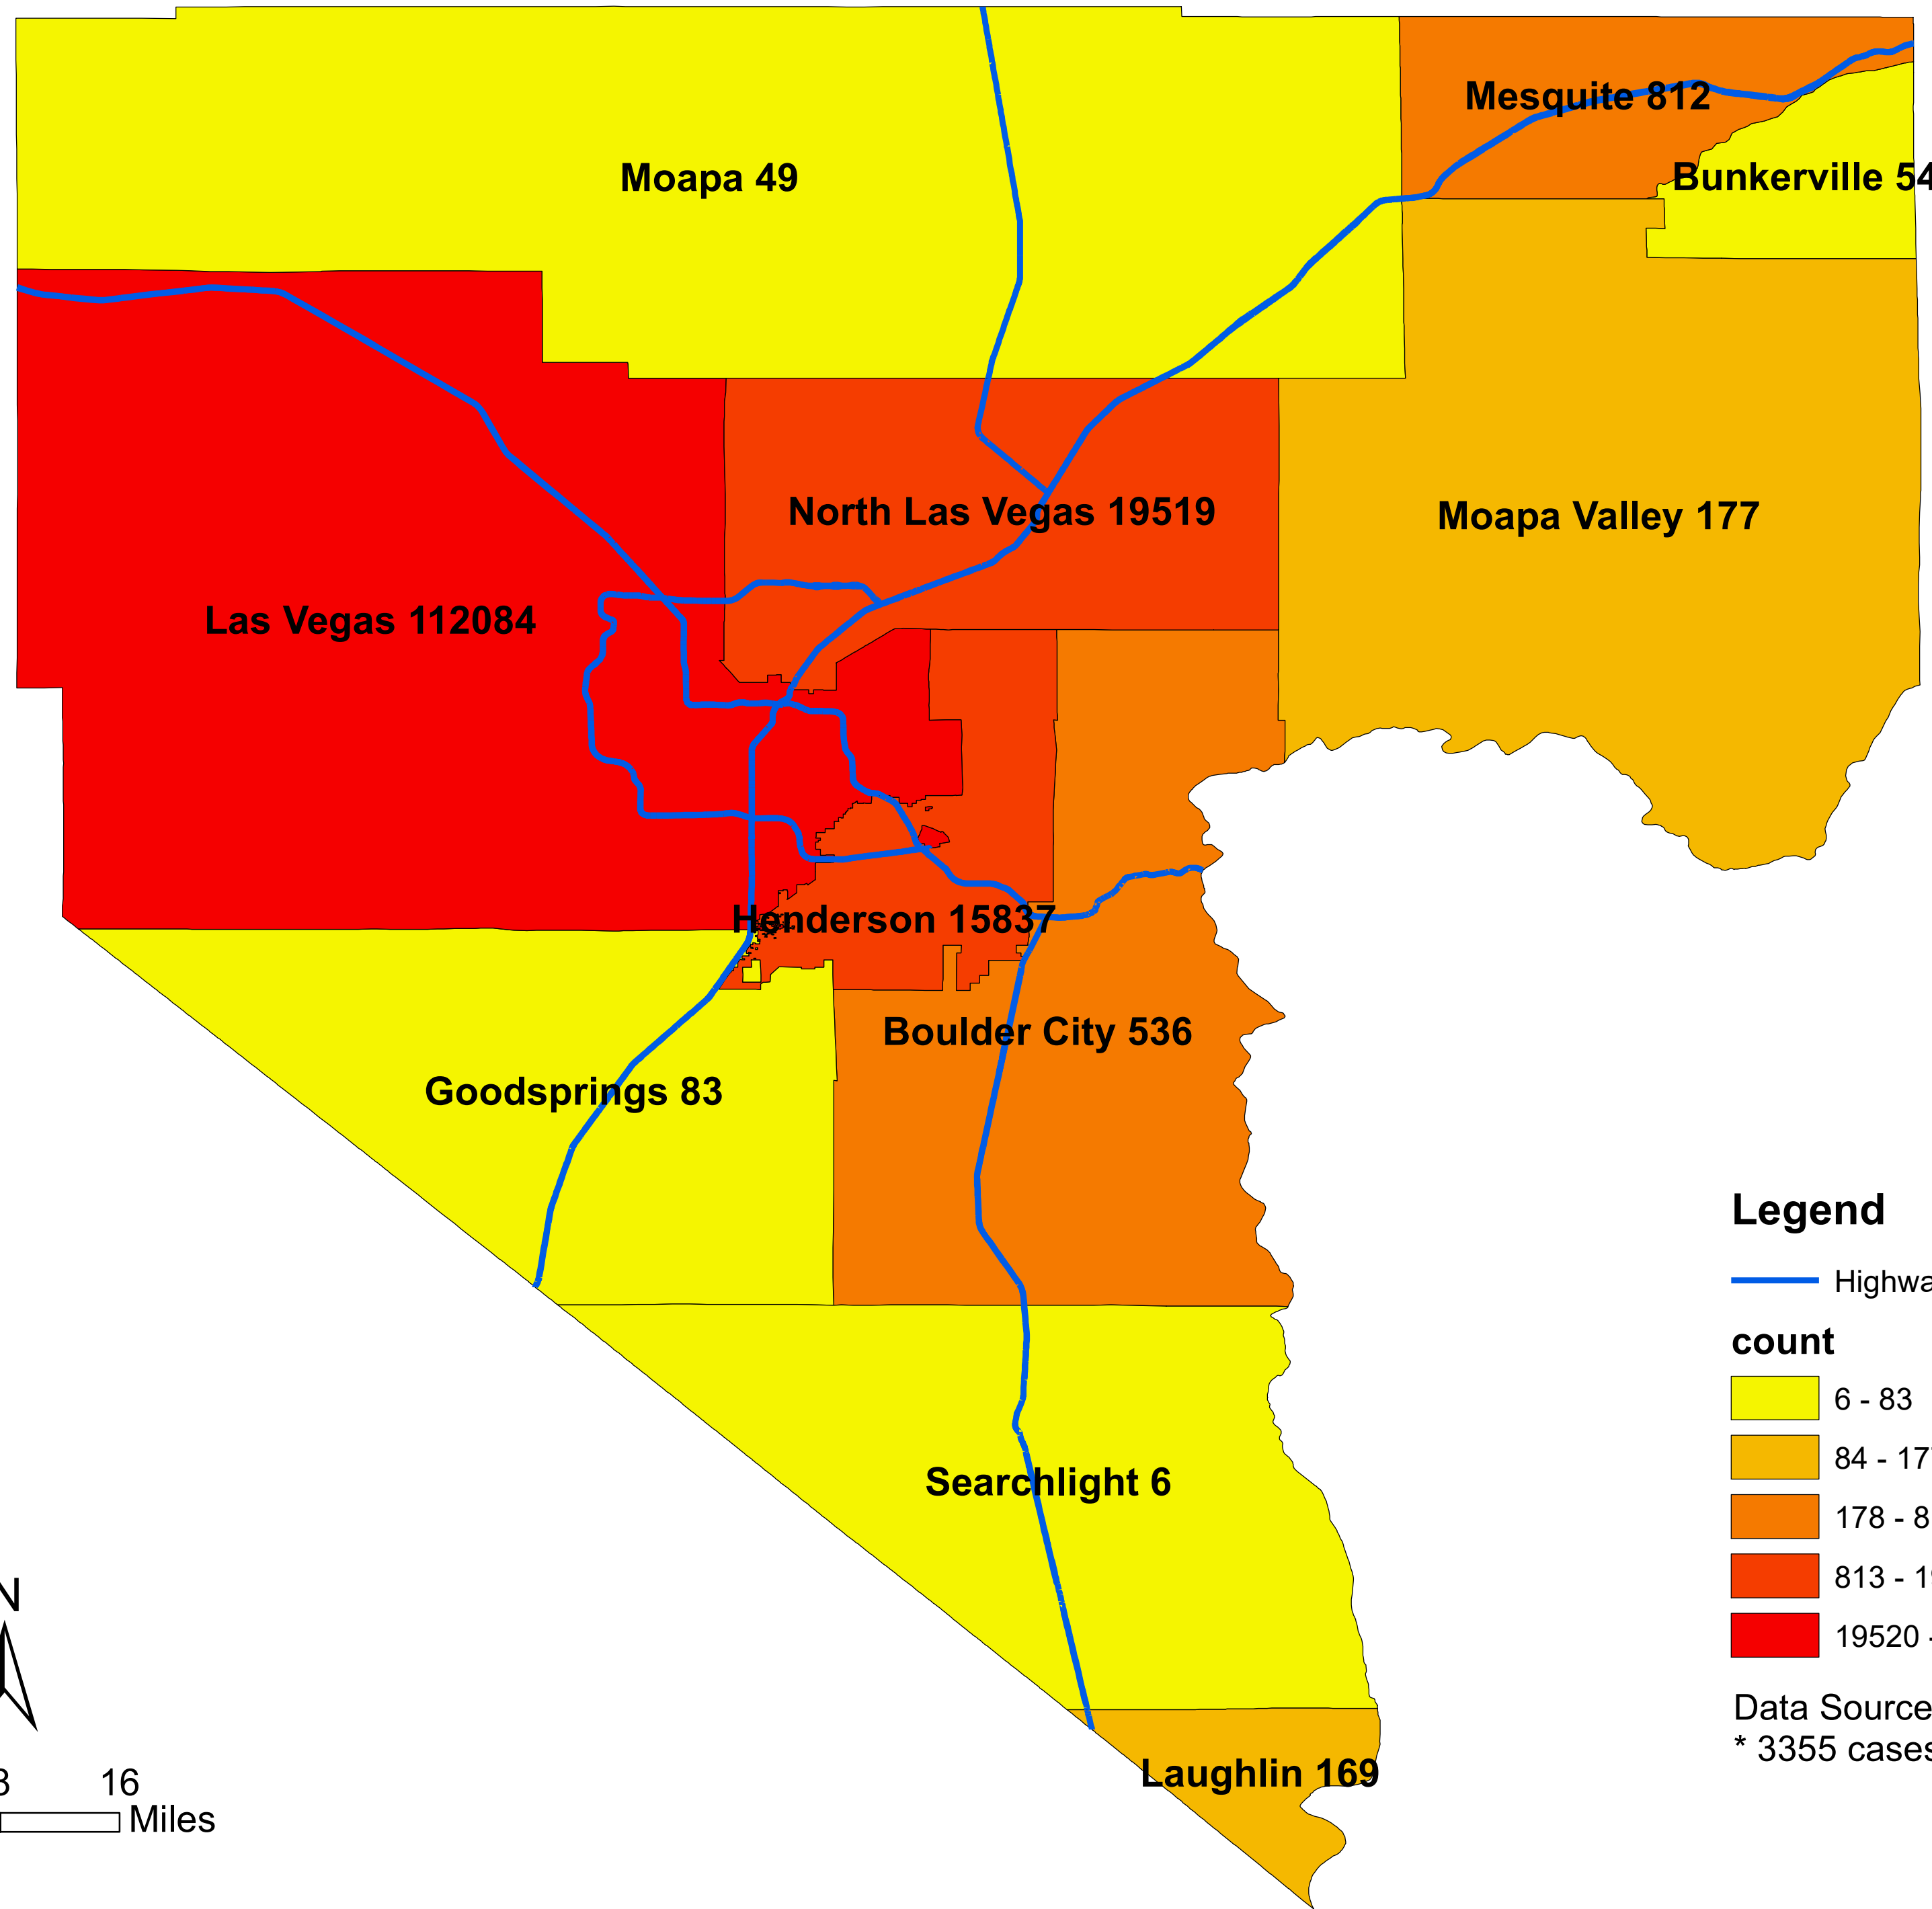 Mesquite 812
Moapa 49
Bunkerville 54
North Las Vegas 19519
Moapa Valley 177
Las Vegas 112084
Henderson 15837
Boulder City 536
Goodsprings 83
Searchlight 6
Laughlin 169
Legend
count
6 - 83
84 - 17
178 - 8
813 - 1
19520 -
Data Source
* 3355 cases
N
16
Miles